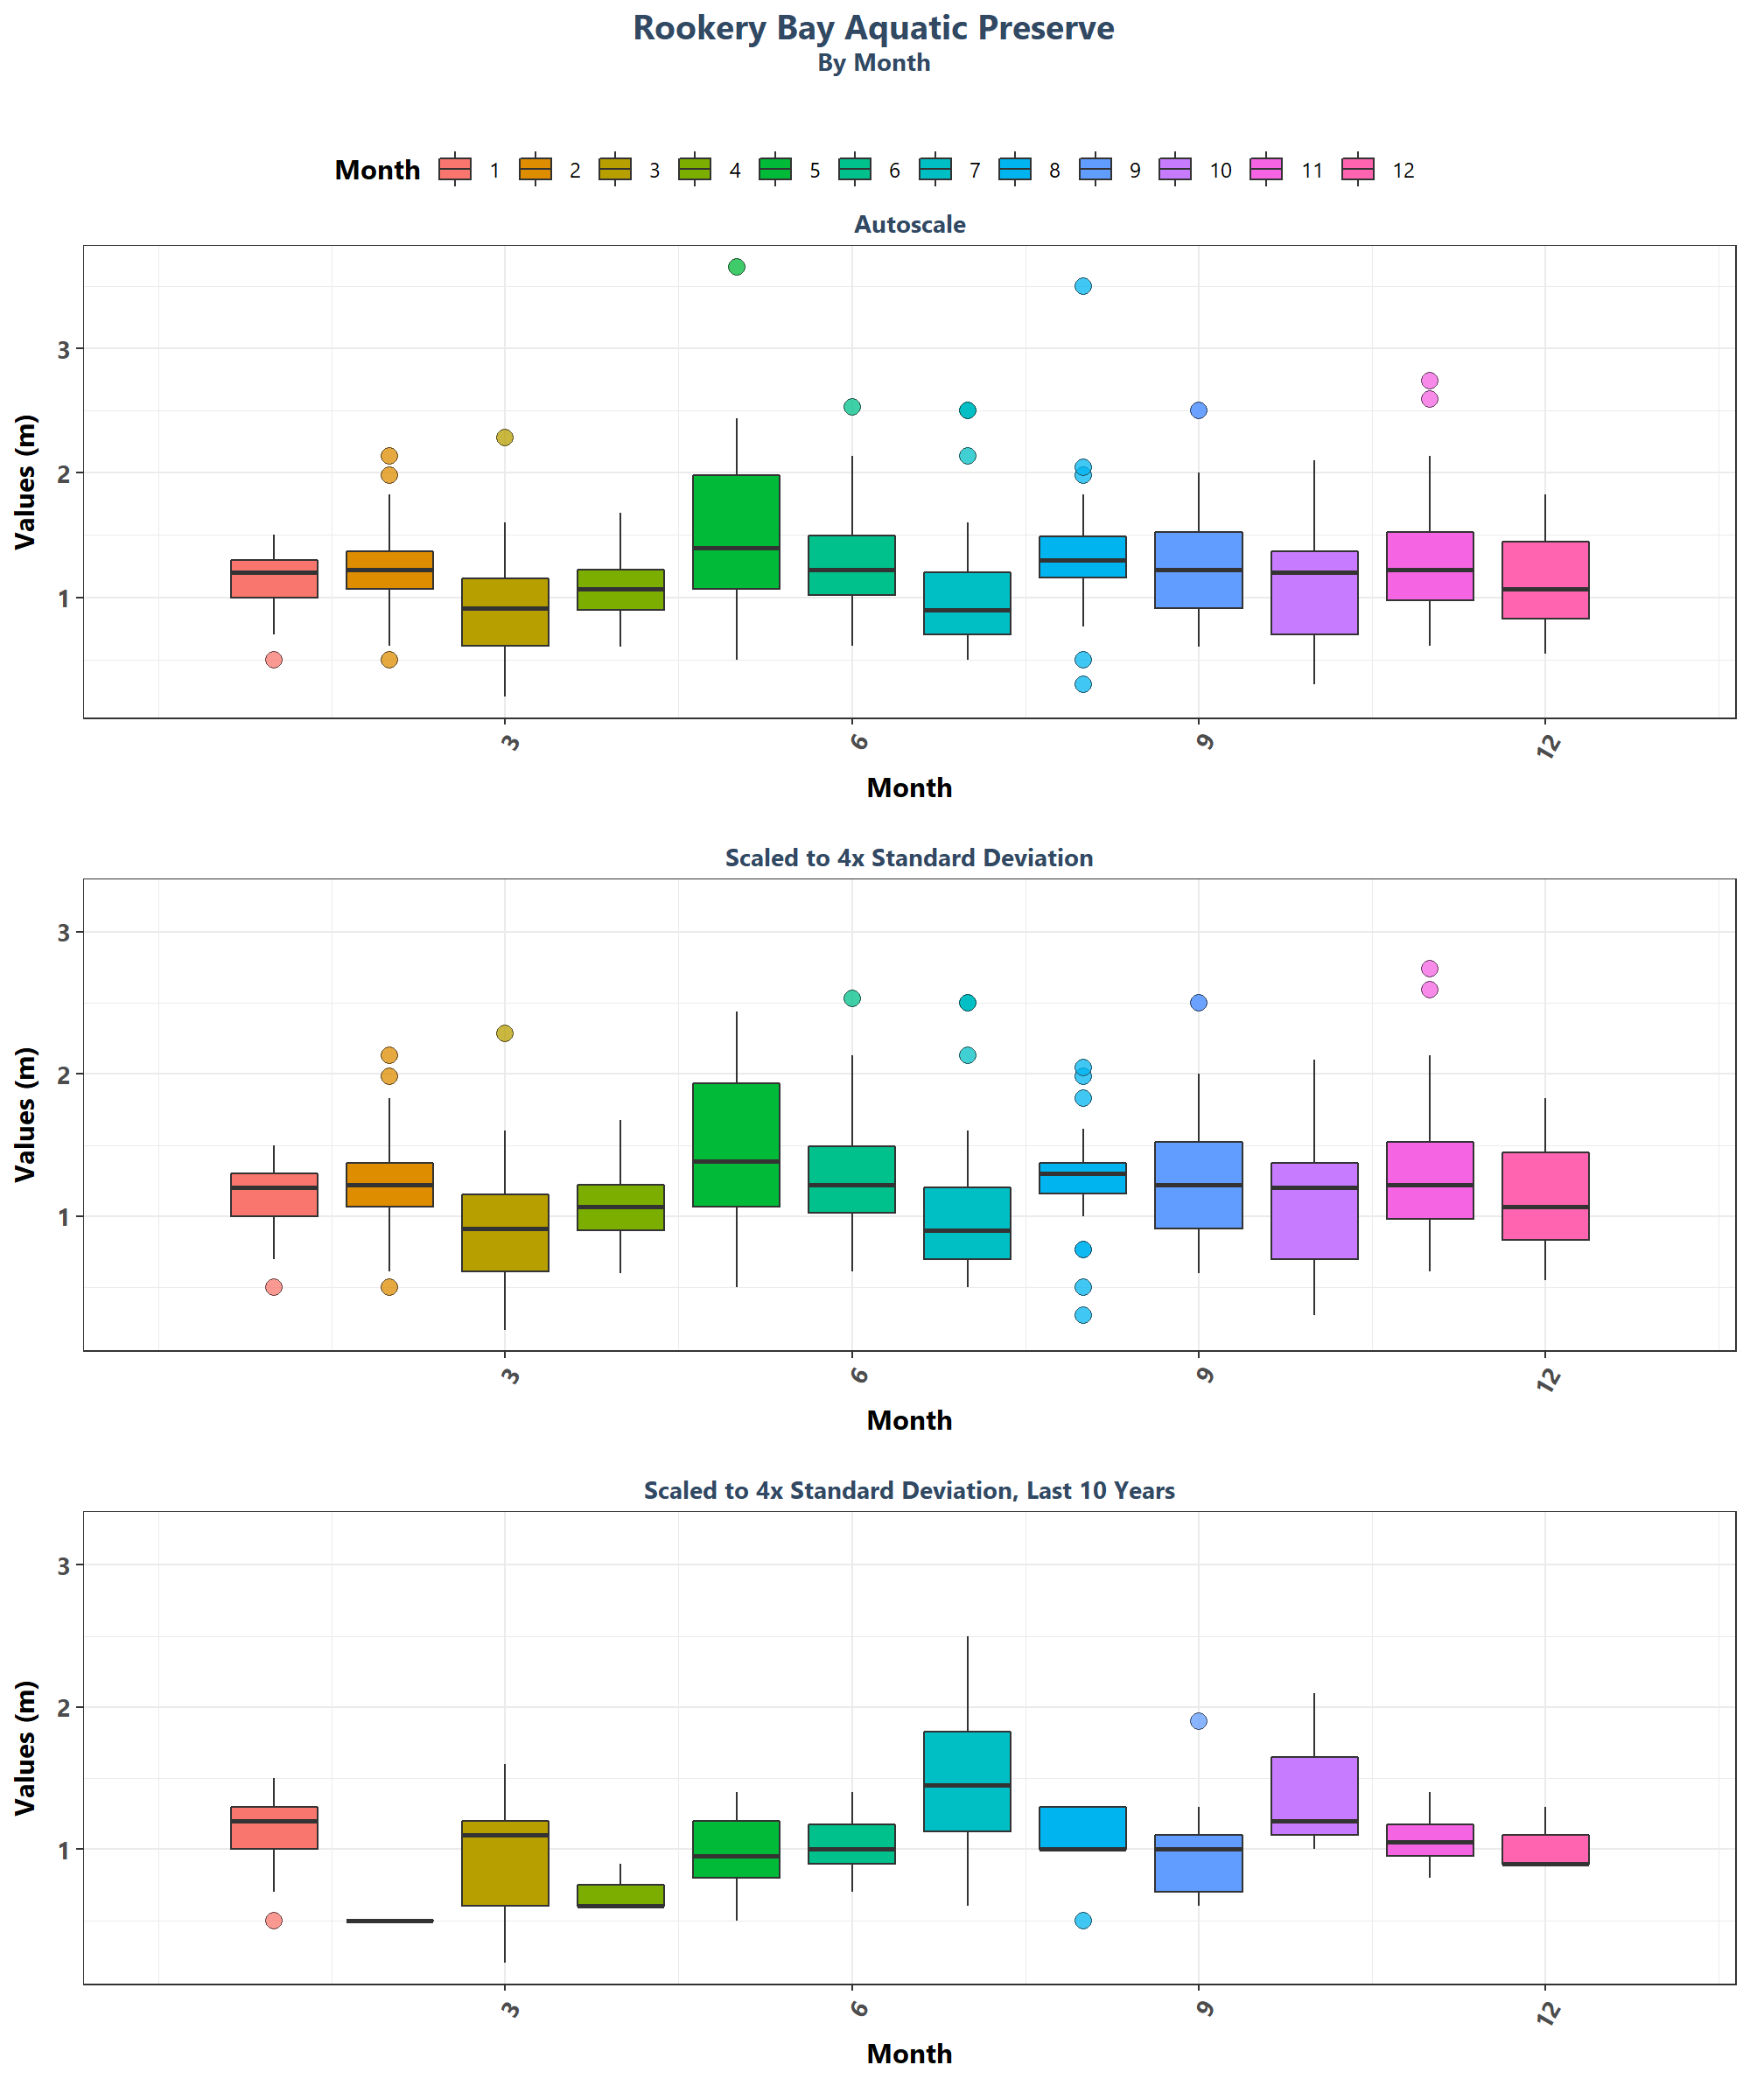 Rookery Bay Aquatic Preserve
By Month
Month 1 2 3 4 5 6 7 8 9 10 11 12
Autoscale
Values (m)
3
2
1
3 6 9 12
Month
Scaled to 4x Standard Deviation
Values (m)
3
2
1
3 6 9 12
Month
Scaled to 4x Standard Deviation, Last 10 Years
Values (m)
3
2
1
3 6 9 12
Month